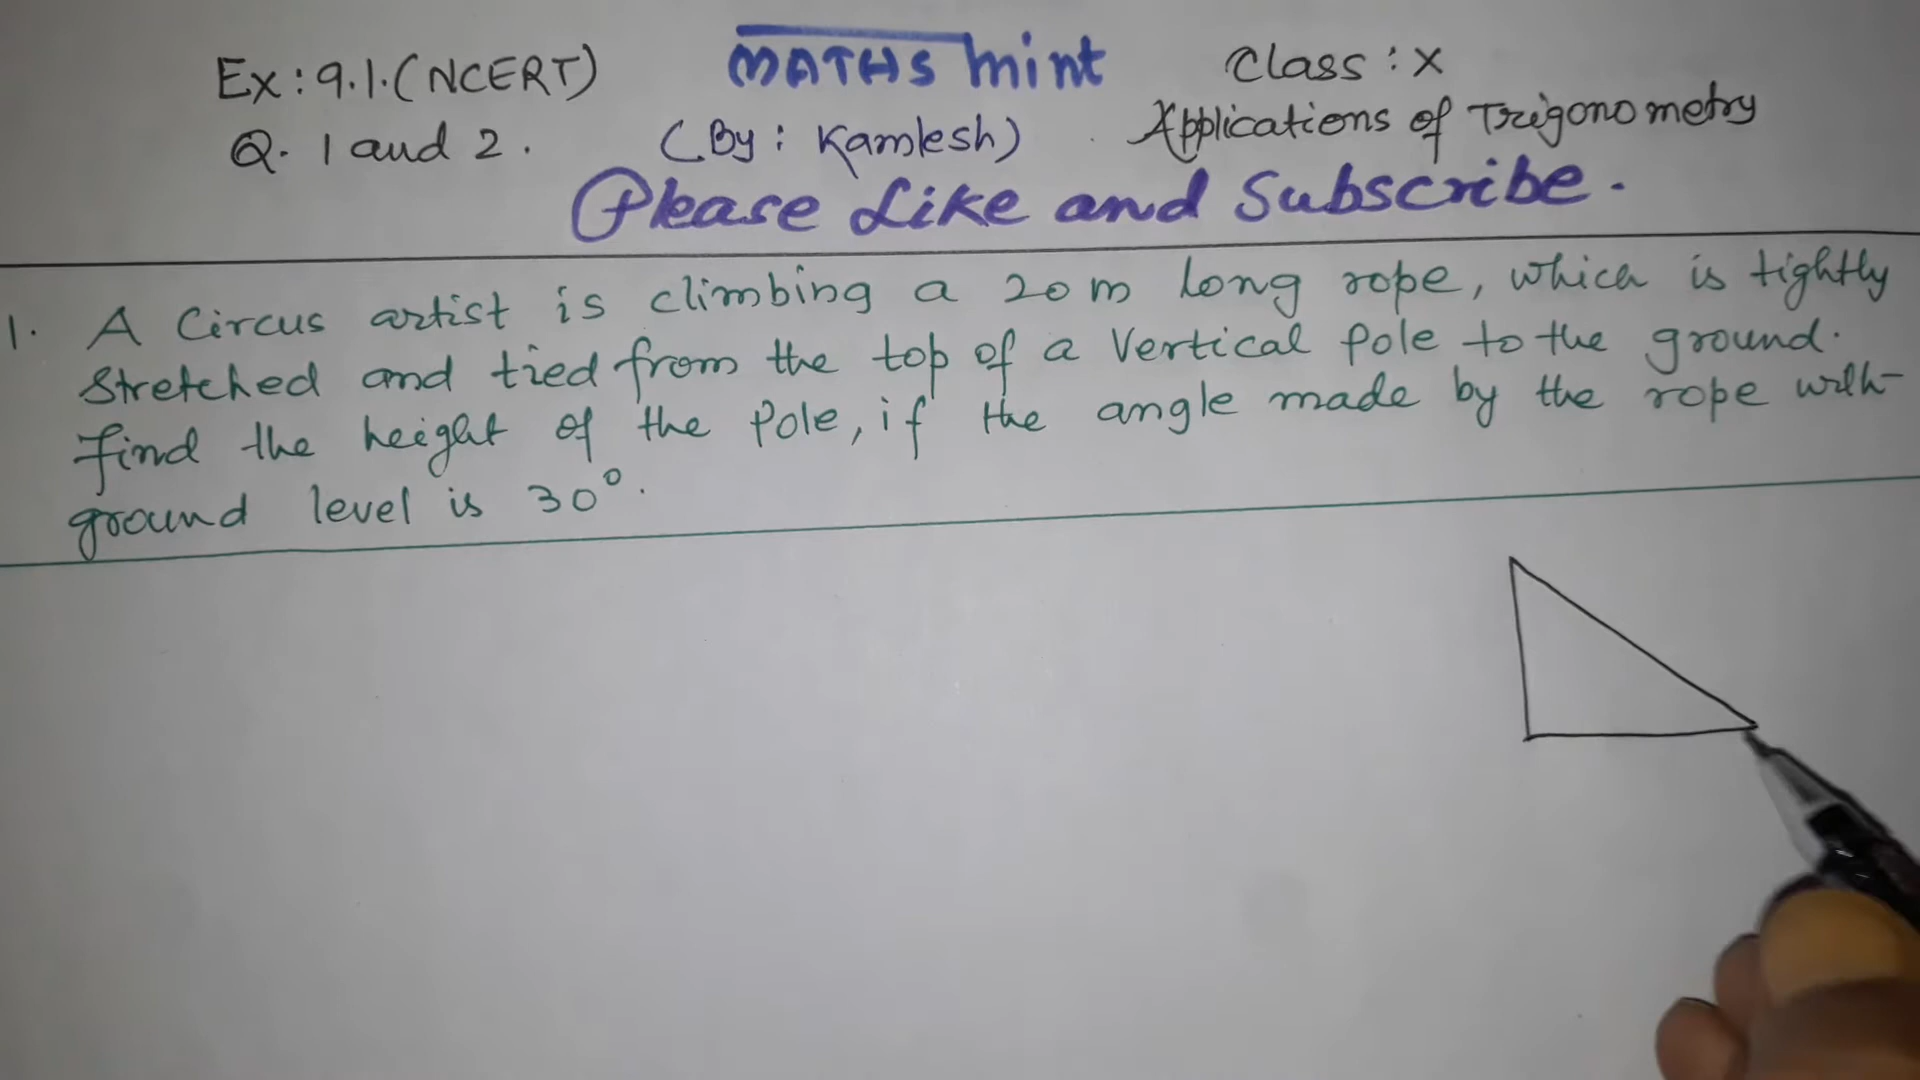 Ex: 9.1.(NCERT) MATHS mint Class : X
Q. 1 and 2. (By: Kamlesh) Applications of Trigonometry
Please Like and Subscribe.
1. A Circus artist is climbing a 20m long rope, which is tightly
Stretched and tied from the top of a Vertical Pole to the ground.
find the height of the Pole, if the angle made by the rope with
ground level is 30°.